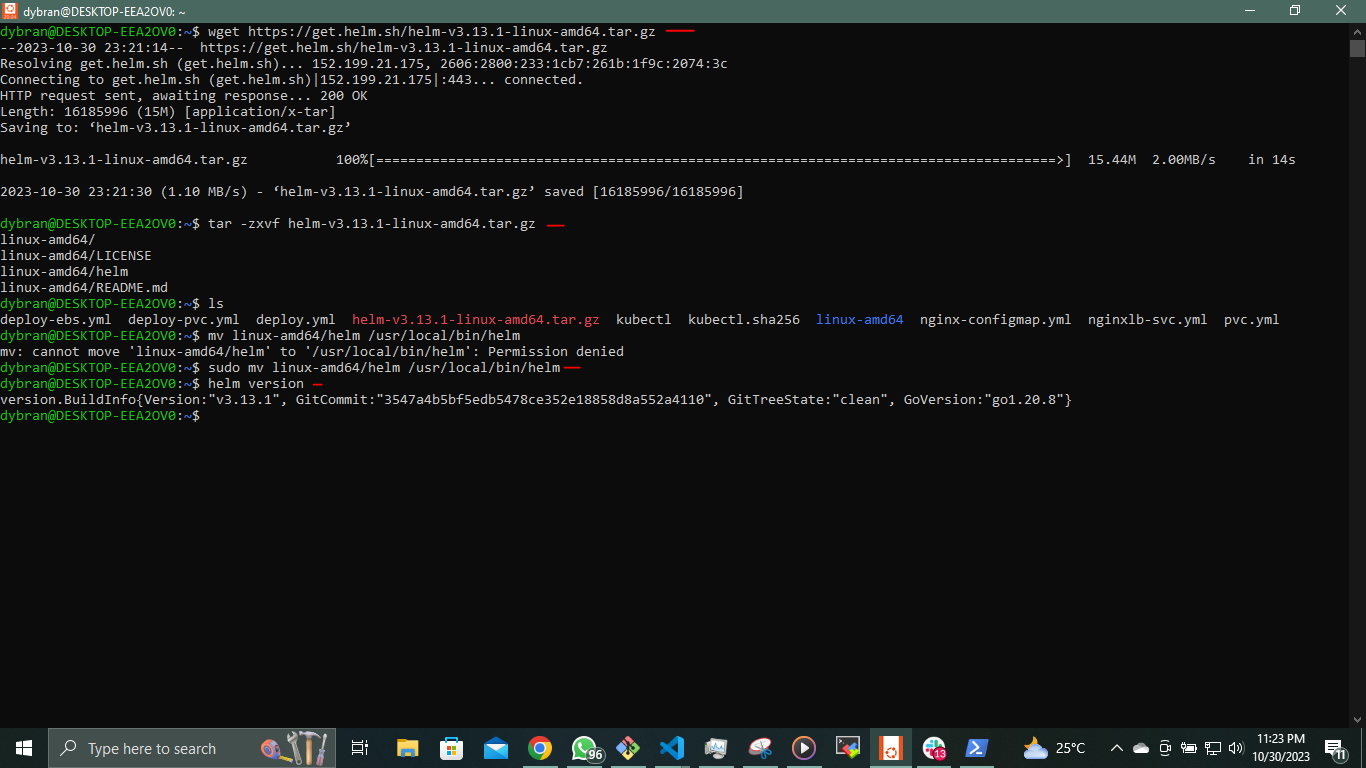 dybran@DESKTOP-EEA2OV0: ~
dybran@DESKTOP-EEA2OV0:~$ wget https://get.helm.sh/helm-v3.13.1-linux-amd64.tar.gz
--2023-10-30 23:21:14--  https://get.helm.sh/helm-v3.13.1-linux-amd64.tar.gz
Resolving get.helm.sh (get.helm.sh)... 152.199.21.175, 2606:2800:233:1cb7:261b:1f9c:2074:3c
Connecting to get.helm.sh (get.helm.sh)|152.199.21.175|:443... connected.
HTTP request sent, awaiting response... 200 OK
Length: 16185996 (15M) [application/x-tar]
Saving to: ‘helm-v3.13.1-linux-amd64.tar.gz’
helm-v3.13.1-linux-amd64.tar.gz           100%[=====================================================================================>]  15.44M  2.00MB/s    in 14s
2023-10-30 23:21:30 (1.10 MB/s) - ‘helm-v3.13.1-linux-amd64.tar.gz’ saved [16185996/16185996]
dybran@DESKTOP-EEA2OV0:~$ tar -zxvf helm-v3.13.1-linux-amd64.tar.gz
linux-amd64/
linux-amd64/LICENSE
linux-amd64/helm
linux-amd64/README.md
dybran@DESKTOP-EEA2OV0:~$ ls
deploy-ebs.yml  deploy-pvc.yml  deploy.yml  helm-v3.13.1-linux-amd64.tar.gz  kubectl  kubectl.sha256  linux-amd64  nginx-configmap.yml  nginxlb-svc.yml  pvc.yml
dybran@DESKTOP-EEA2OV0:~$ mv linux-amd64/helm /usr/local/bin/helm
mv: cannot move 'linux-amd64/helm' to '/usr/local/bin/helm': Permission denied
dybran@DESKTOP-EEA2OV0:~$ sudo mv linux-amd64/helm /usr/local/bin/helm
dybran@DESKTOP-EEA2OV0:~$ helm version
version.BuildInfo{Version:"v3.13.1", GitCommit:"3547a4b5bf5edb5478ce352e18858d8a552a4110", GitTreeState:"clean", GoVersion:"go1.20.8"}
dybran@DESKTOP-EEA2OV0:~$
Type here to search
96
13
25°C
11:23 PM
10/30/2023
11